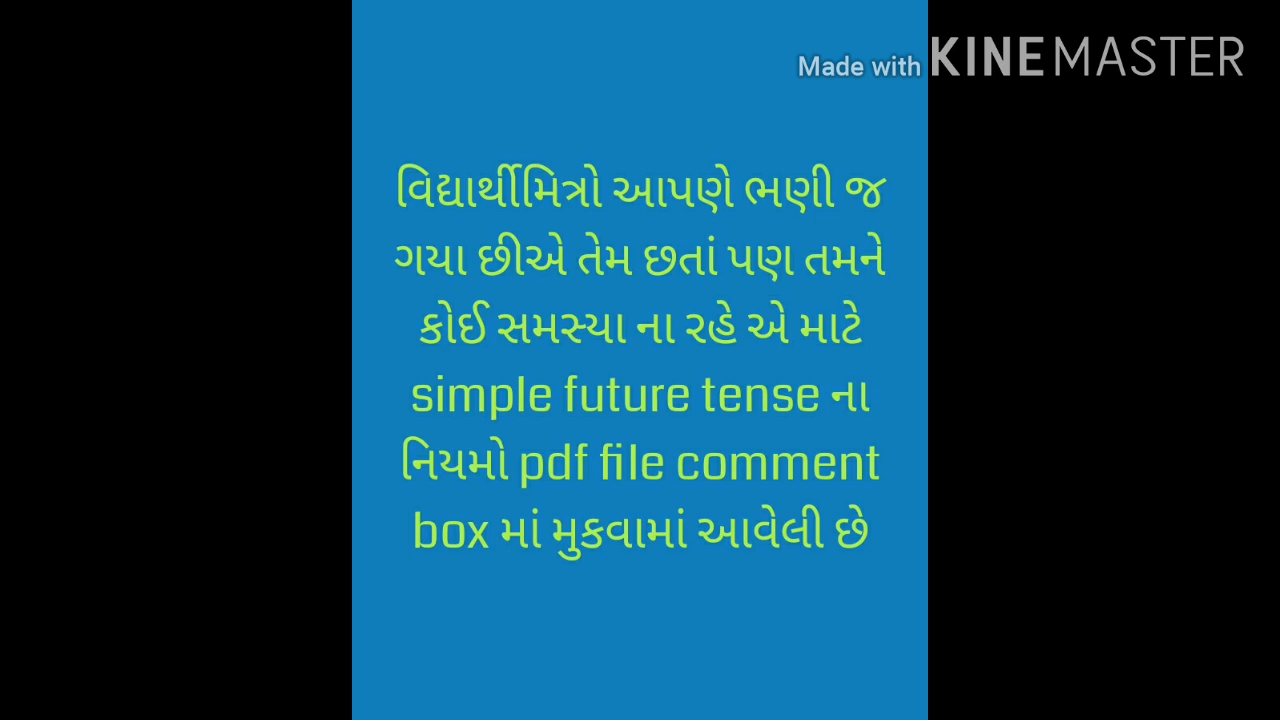 Made with KINEMASTER
વિદ્યાર્થીમિત્રો આપણે ભણી જ
ગયા છીએ તેમ છતાં પણ તમને
કોઈ સમસ્યા ના રહે એ માટે
simple future tense ના
નિયમો pdf file comment
box માં મુકવામાં આવેલી છે